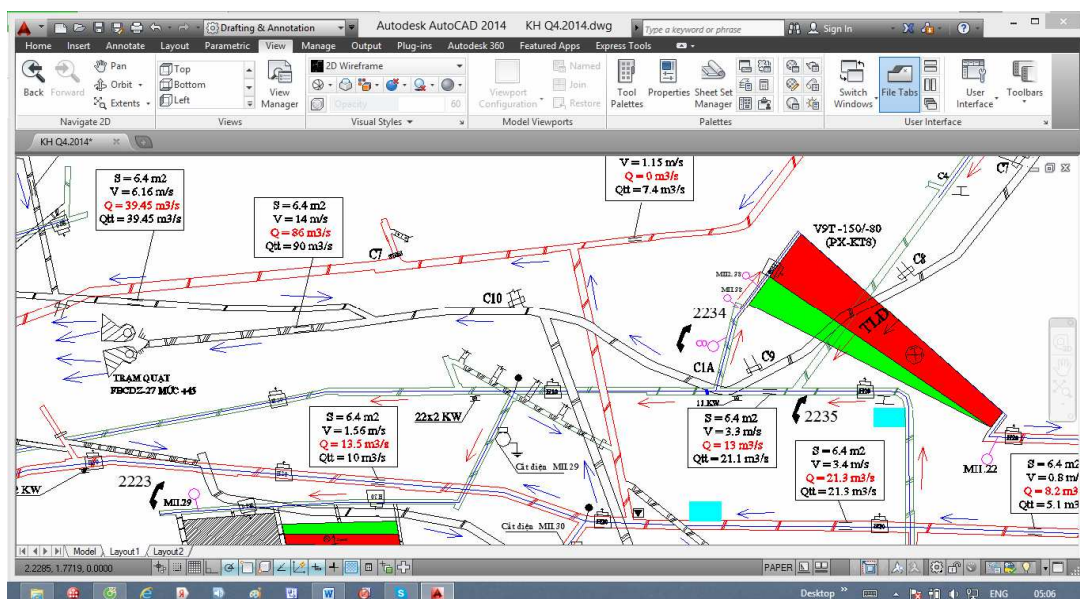 Drafting & Annotation
Autodesk AutoCAD 2014 KH Q4.2014.dwg
Type a keyword or phrase
Sign In
Home Insert Annotate Layout Parametric View Manage Output Plug-ins Autodesk 360 Featured Apps Express Tools
Back
Forward
Pan
Orbit
Extents
Navigate 2D
Top
Bottom
Left
View
Manager
Views
2D Wireframe
Opacity 60
Visual Styles
Viewport
Configuration
Named
Join
Restore
Model Viewports
Tool
Palettes
Properties
Sheet Set
Manager
Palettes
Switch
Windows
File Tabs
User
Interface
Toolbars
User Interface
KH Q4.2014*
S = 6.4 m2
V = 6.16 m/s
Q = 39.45 m3/s
Qtt = 39.45 m3/s
S = 6.4 m2
V = 14 m/s
Q = 86 m3/s
Qtt = 90 m3/s
V = 1.15 m/s
Q = 0 m3/s
Qtt = 7.4 m3/s
C7
C4
C7
V9T -150/-80
(PX-KT8)
C8
C10
MII.38
2234
TLD
C9
C1A
TRẠM QUẠT
FBCDZ-27 MỨC +45
22x2 KW
11 KW
2235
S = 6.4 m2
V = 1.56 m/s
Q = 13.5 m3/s
Qtt = 10 m3/s
S = 6.4 m2
V = 3.3 m/s
Q = 13 m3/s
Qtt = 21.1 m3/s
S = 6.4 m2
V = 3.4 m/s
Q = 21.3 m3/s
Qtt = 21.3 m3/s
MII.22
S = 6.4 m2
V = 0.8 m/
Q = 8.2 m3
Qtt = 5.1 m3/
Cắt điện MII.29
2 KW
2223
MII.29
Cắt điện MII.30
Model Layout1 Layout2
2.2285, 1.7719, 0.0000
PAPER
Desktop ENG 05:06